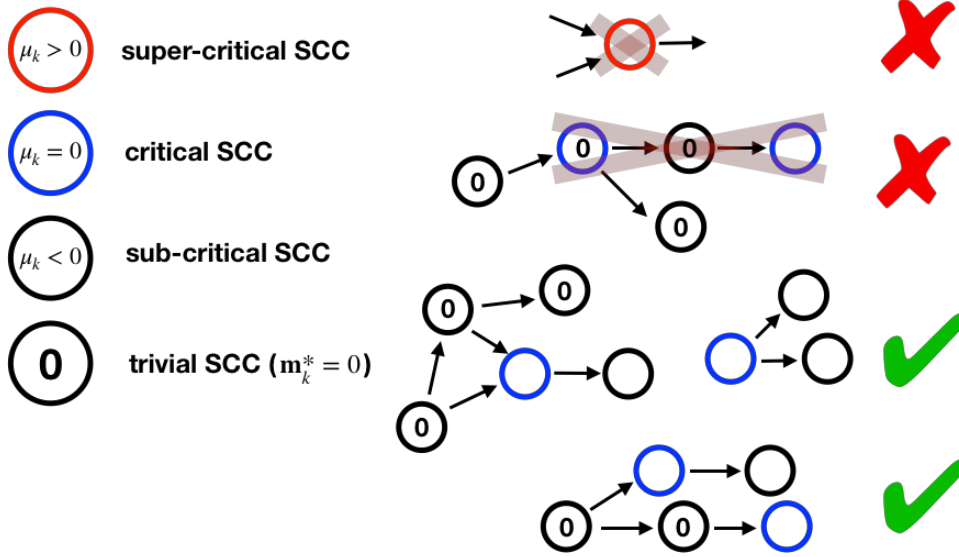 μₖ > 0 super-critical SCC
μₖ = 0 critical SCC
0 0
0
0
μₖ < 0 sub-critical SCC
0 0
0 trivial SCC (m*ₖ = 0)
0
0 0